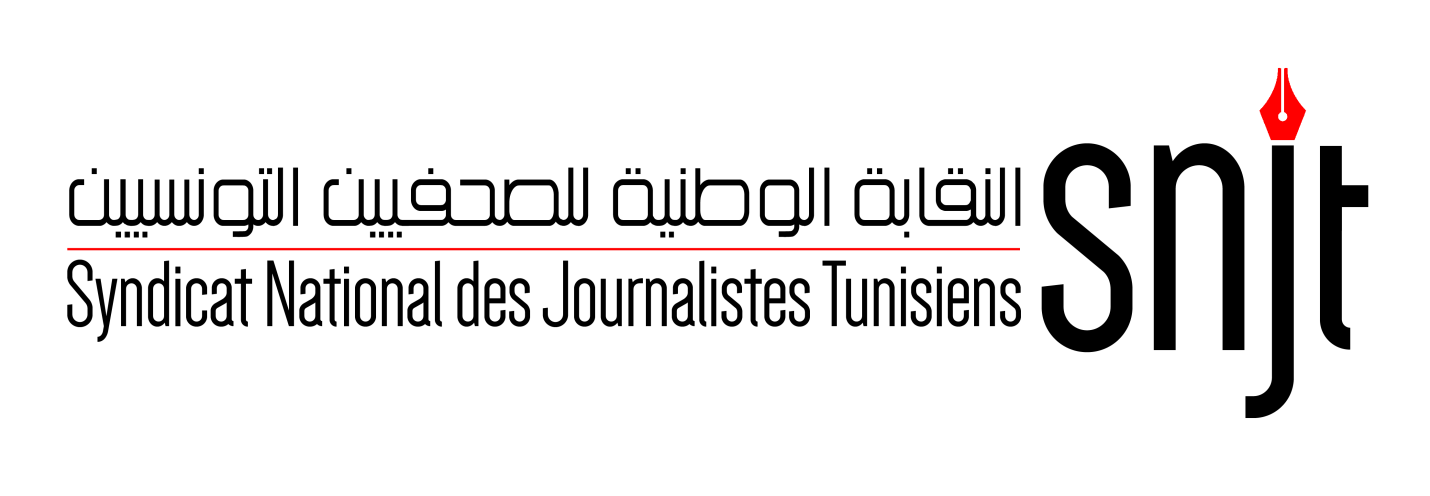 النقابة الوطنية للصحفيين التونسيين
Syndicat National des Journalistes Tunisiens
snjt